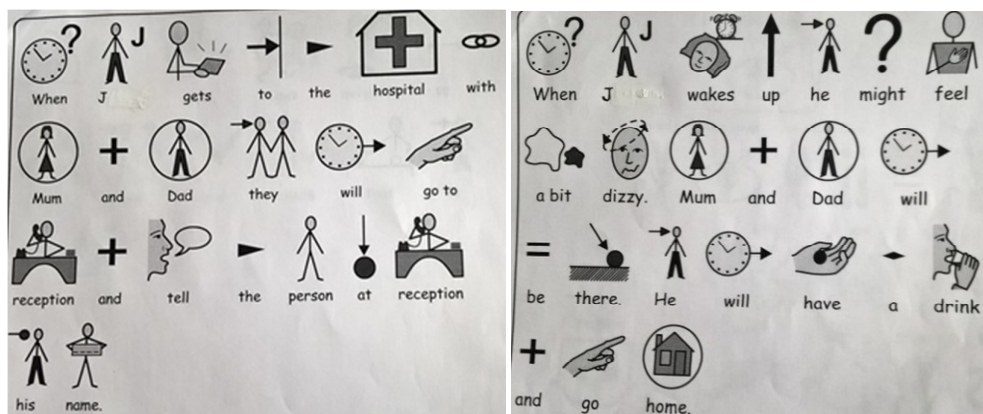 ? J
When J gets to the hospital with
Mum and Dad they will go to
reception and tell the person at reception
his name.
? J ?
When J wakes up he might feel
a bit dizzy. Mum and Dad will
be there. He will have a drink
and go home.